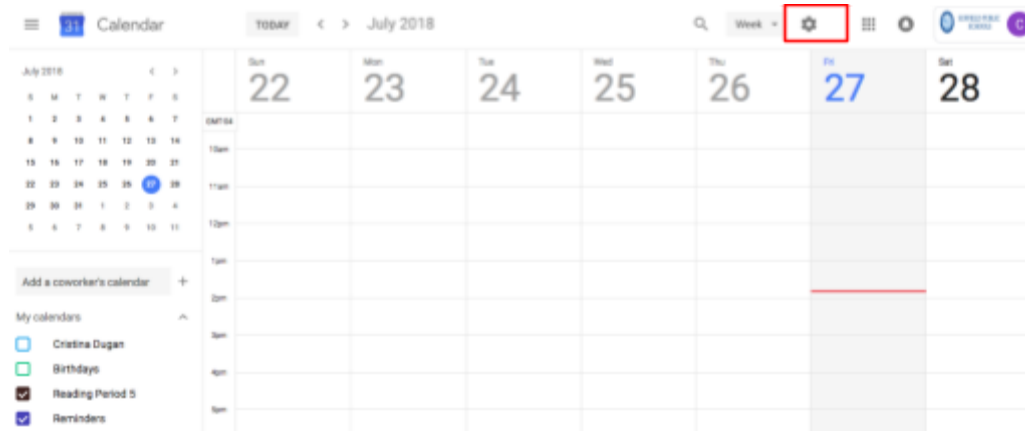 31 Calendar TODAY < > July 2018 Week C
July 2018 < >
S M T W T F S
1 2 3 4 5 6 7
8 9 10 11 12 13 14
15 16 17 18 19 20 21
22 23 24 25 26 27 28
29 30 31 1 2 3 4
5 6 7 8 9 10 11
Add a coworker's calendar +
My calendars
Cristina Dugan
Birthdays
Reading Period 5
Reminders
Sun Mon Tue Wed Thu Fri Sat
22 23 24 25 26 27 28
GMT-04
10am
11am
12pm
1pm
2pm
3pm
4pm
5pm